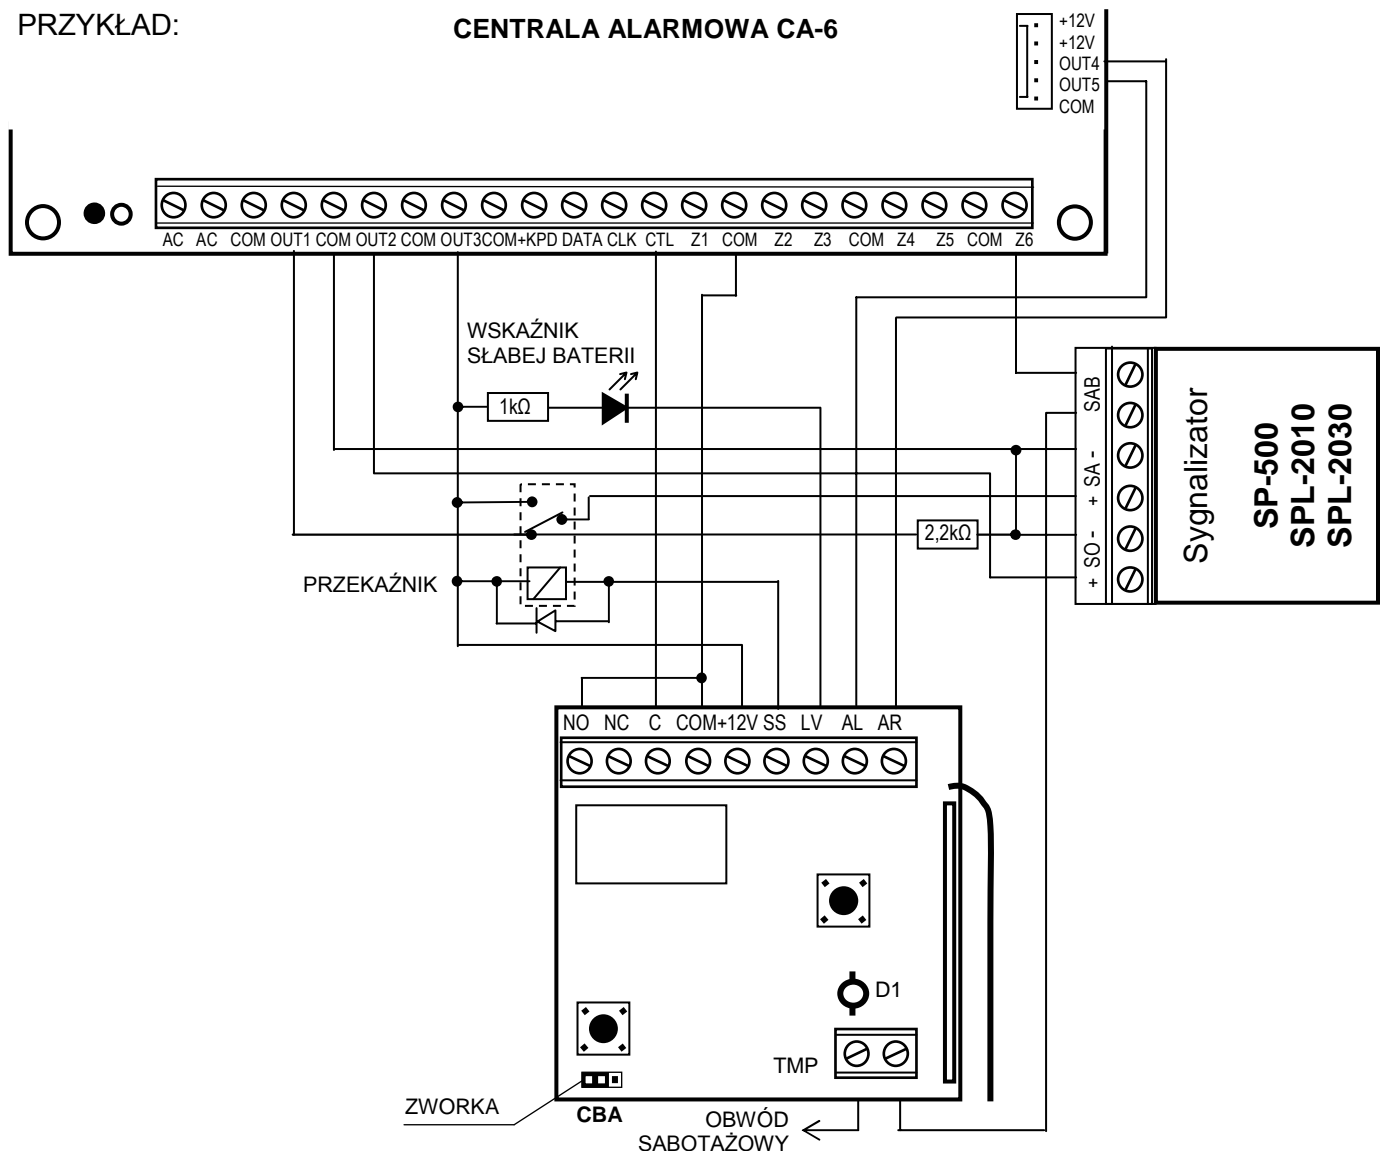 PRZYKŁAD:
CENTRALA ALARMOWA CA-6
+12V
+12V
OUT4
OUT5
COM
AC AC COM OUT1 COM OUT2 COM OUT3 COM +KPD DATA CLK CTL Z1 COM Z2 Z3 COM Z4 Z5 COM Z6
WSKAŹNIK
SŁABEJ BATERII
1kΩ
SAB
+ SA -
+ SO -
Sygnalizator
SP-500
SPL-2010
SPL-2030
2,2kΩ
PRZEKAŹNIK
NO NC C COM +12V SS LV AL AR
D1
TMP
ZWORKA
CBA
OBWÓD
SABOTAŻOWY